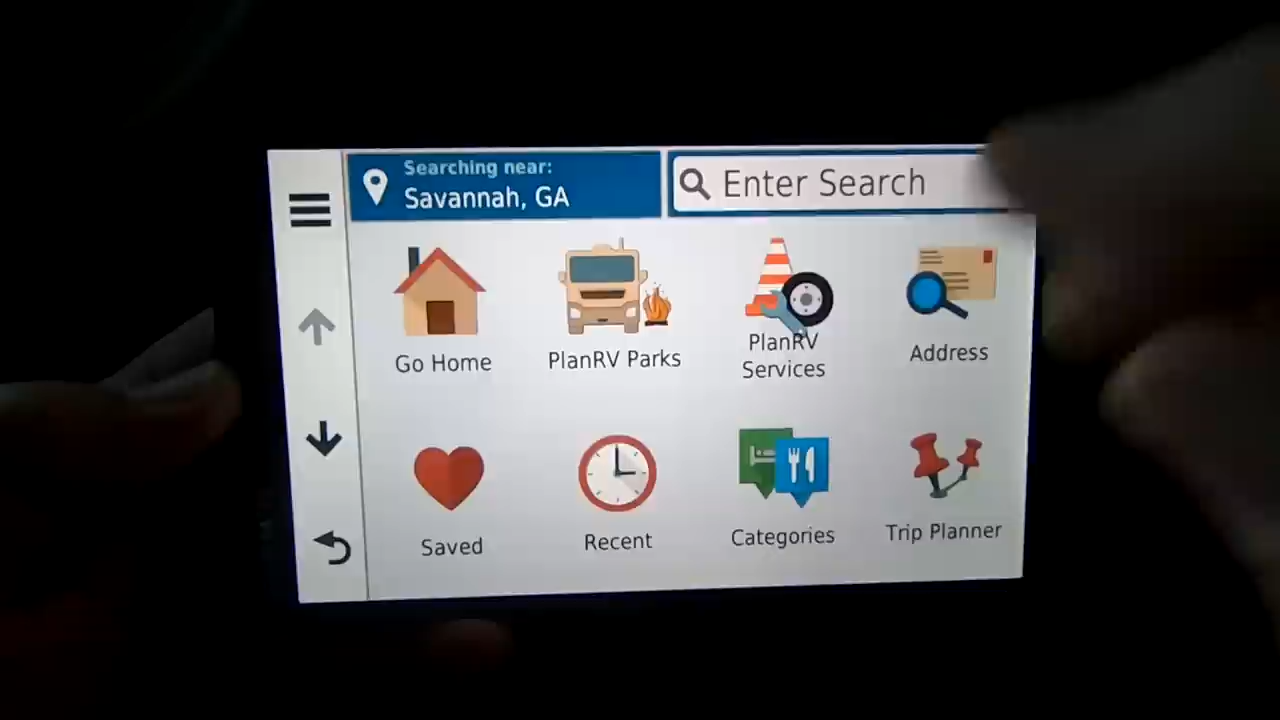 Searching near:
Savannah, GA
Enter Search
Go Home
PlanRV Parks
PlanRV
Services
Address
Saved
Recent
Categories
Trip Planner